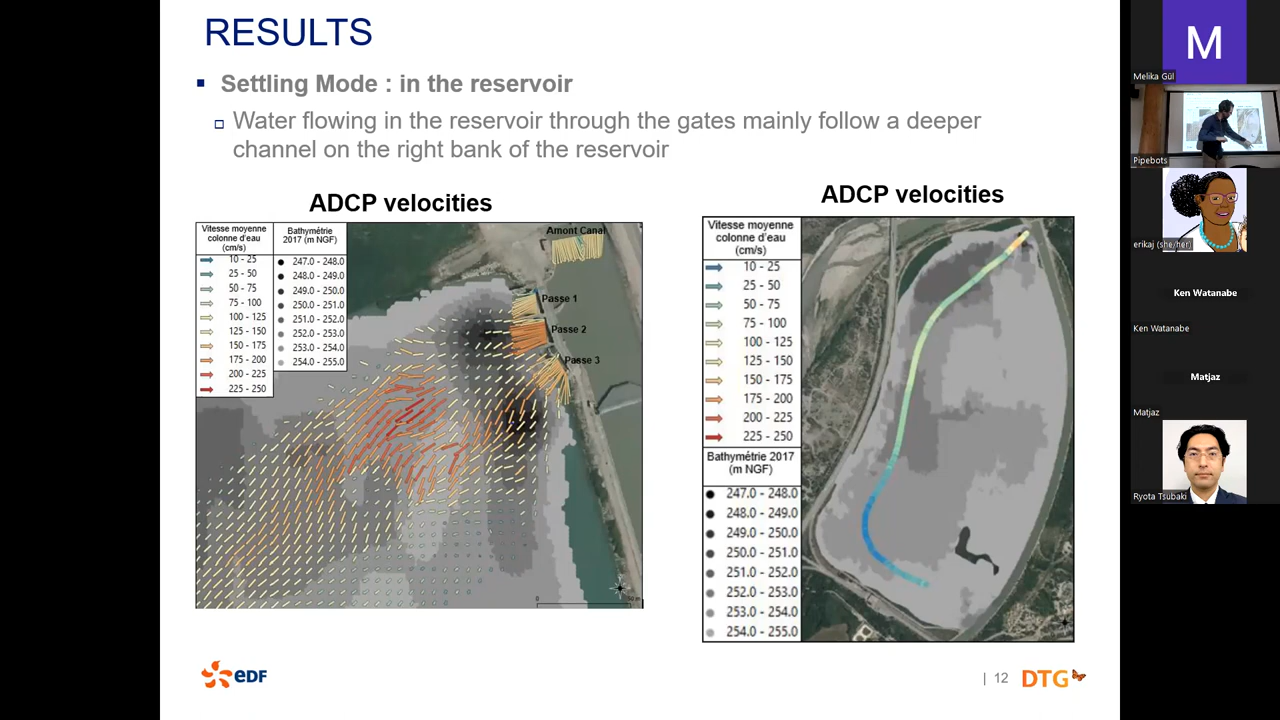 RESULTS
Settling Mode : in the reservoir
Water flowing in the reservoir through the gates mainly follow a deeper
channel on the right bank of the reservoir
ADCP velocities
Vitesse moyenne
colonne d'eau
(cm/s)
10 - 25
25 - 50
50 - 75
75 - 100
100 - 125
125 - 150
150 - 175
175 - 200
200 - 225
225 - 250
Bathymétrie
2017 (m NGF)
247.0 - 248.0
248.0 - 249.0
249.0 - 250.0
250.0 - 251.0
251.0 - 252.0
252.0 - 253.0
253.0 - 254.0
254.0 - 255.0
Amont Canal
Passe 1
Passe 2
Passe 3
ADCP velocities
Vitesse moyenne
colonne d'eau
(cm/s)
10 - 25
25 - 50
50 - 75
75 - 100
100 - 125
125 - 150
150 - 175
175 - 200
200 - 225
225 - 250
Bathymétrie 2017
(m NGF)
247.0 - 248.0
248.0 - 249.0
249.0 - 250.0
250.0 - 251.0
251.0 - 252.0
252.0 - 253.0
253.0 - 254.0
254.0 - 255.0
eDF
| 12
DTG
M
Melika Gül
Pipebots
erikaj (she/her)
Ken Watanabe
Ken Watanabe
Matjaz
Matjaz
Ryota Tsubaki